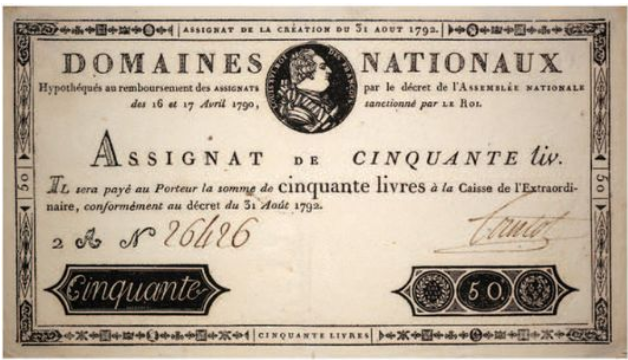 ASSIGNAT DE LA CRÉATION DU 31 AOUT 1792.
DOMAINES NATIONAUX
Hypothéqués au remboursement des ASSIGNATS par le décret de l'ASSEMBLÉE NATIONALE
des 16 et 17 Avril 1790, sanctionné par LE ROI.
ASSIGNAT DE CINQUANTE liv.
IL sera payé au Porteur la somme de cinquante livres à la Caisse de l'Extraordi-
naire, conformément au décret du 31 Août 1792.
2 A N 26426
Cinquante
50.
50
50
CINQUANTE LIVRES